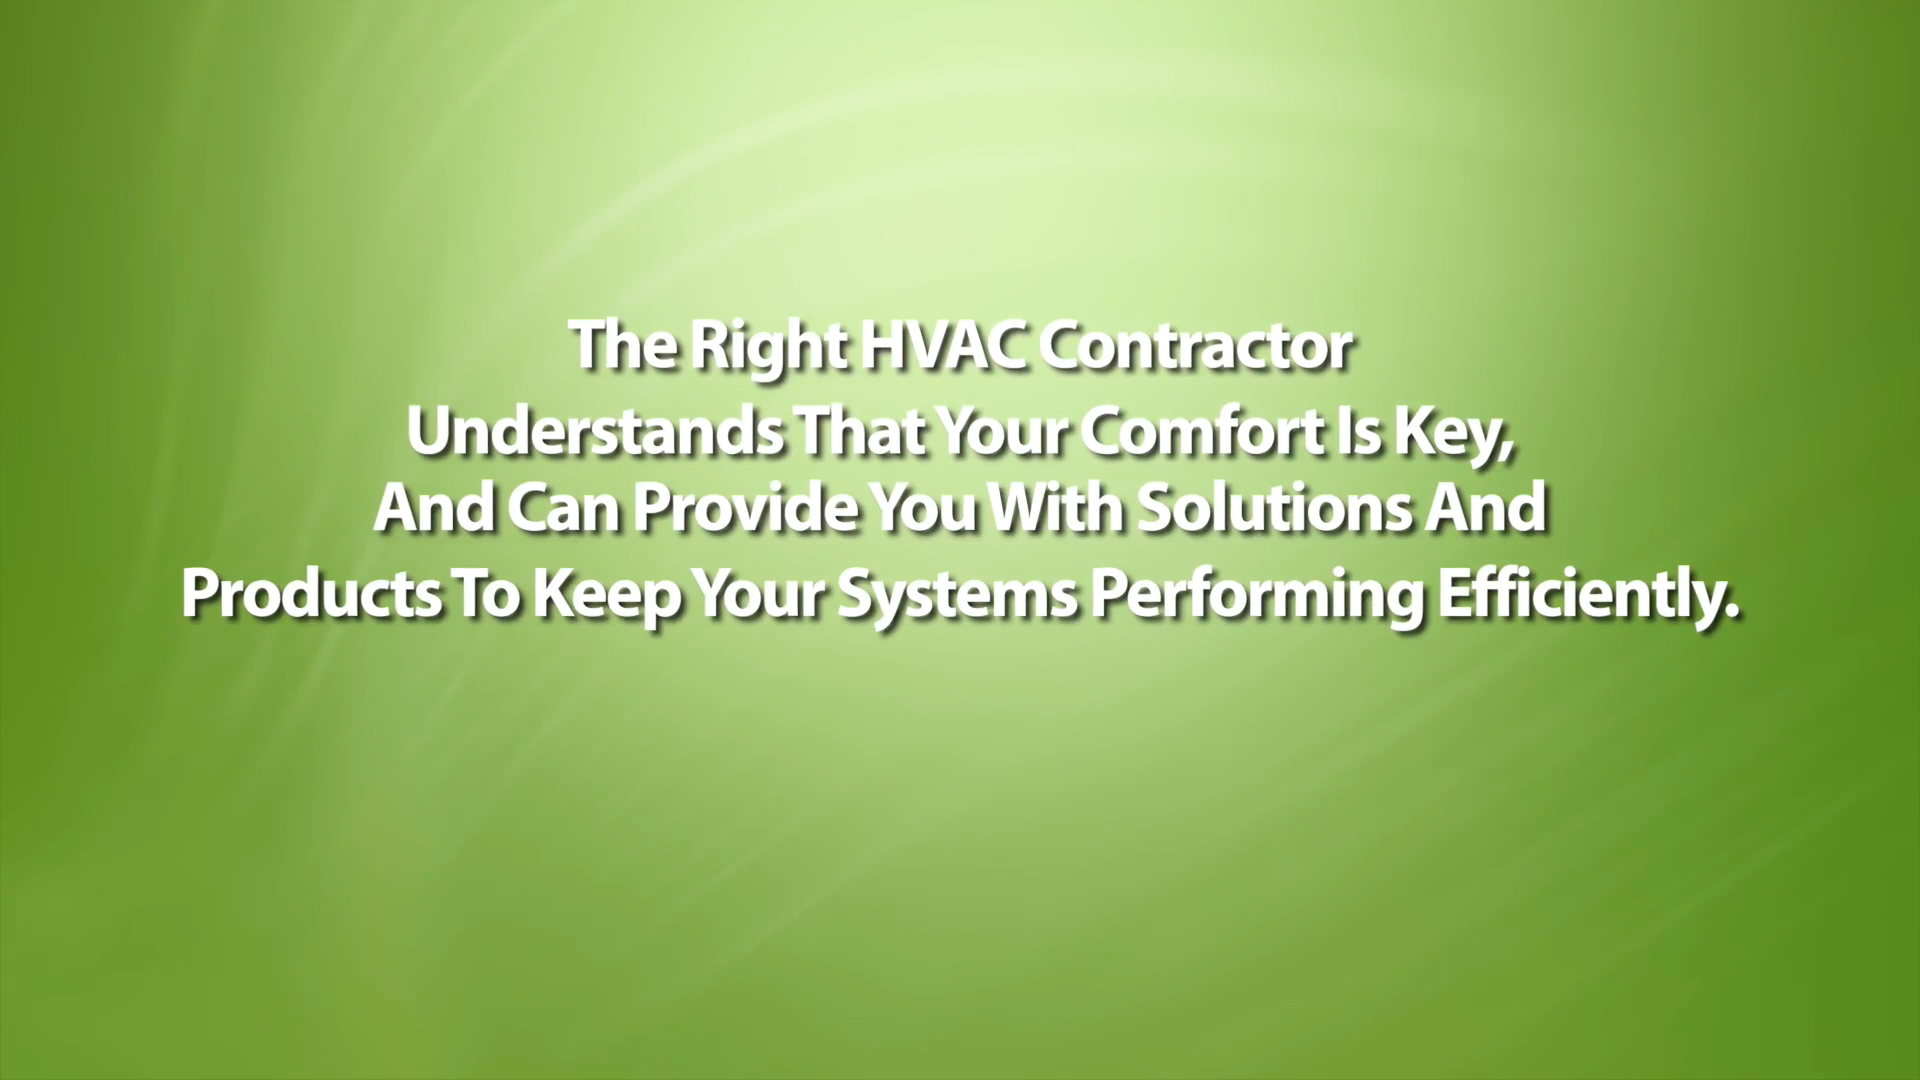 The Right HVAC Contractor
Understands That Your Comfort Is Key,
And Can Provide You With Solutions And
Products To Keep Your Systems Performing Efficiently.